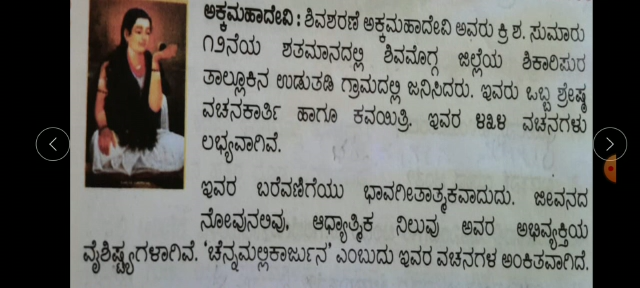 ಅಕ್ಕಮಹಾದೇವಿ : ಶಿವಶರಣೆ ಅಕ್ಕಮಹಾದೇವಿ ಅವರು ಕ್ರಿ ಶ. ಸುಮಾರು
೧೨ನೆಯ ಶತಮಾನದಲ್ಲಿ ಶಿವಮೊಗ್ಗ ಜಿಲ್ಲೆಯ ಶಿಕಾರಿಪುರ
ತಾಲ್ಲೂಕಿನ ಉಡುತಡಿ ಗ್ರಾಮದಲ್ಲಿ ಜನಿಸಿದರು. ಇವರು ಒಬ್ಬ ಶ್ರೇಷ್ಠ
ವಚನಕಾರ್ತಿ ಹಾಗೂ ಕವಯಿತ್ರಿ. ಇವರ ೪೩೪ ವಚನಗಳು
ಲಭ್ಯವಾಗಿವೆ.
ಇವರ ಬರೆವಣಿಗೆಯು ಭಾವಗೀತಾತ್ಮಕವಾದುದು. ಜೀವನದ
ನೋವುನಲಿವು, ಆಧ್ಯಾತ್ಮಿಕ ನಿಲುವು ಅವರ ಅಭಿವ್ಯಕ್ತಿಯ
ವೈಶಿಷ್ಟ್ಯಗಳಾಗಿವೆ. 'ಚೆನ್ನಮಲ್ಲಿಕಾರ್ಜುನ' ಎಂಬುದು ಇವರ ವಚನಗಳ ಅಂಕಿತವಾಗಿದೆ.